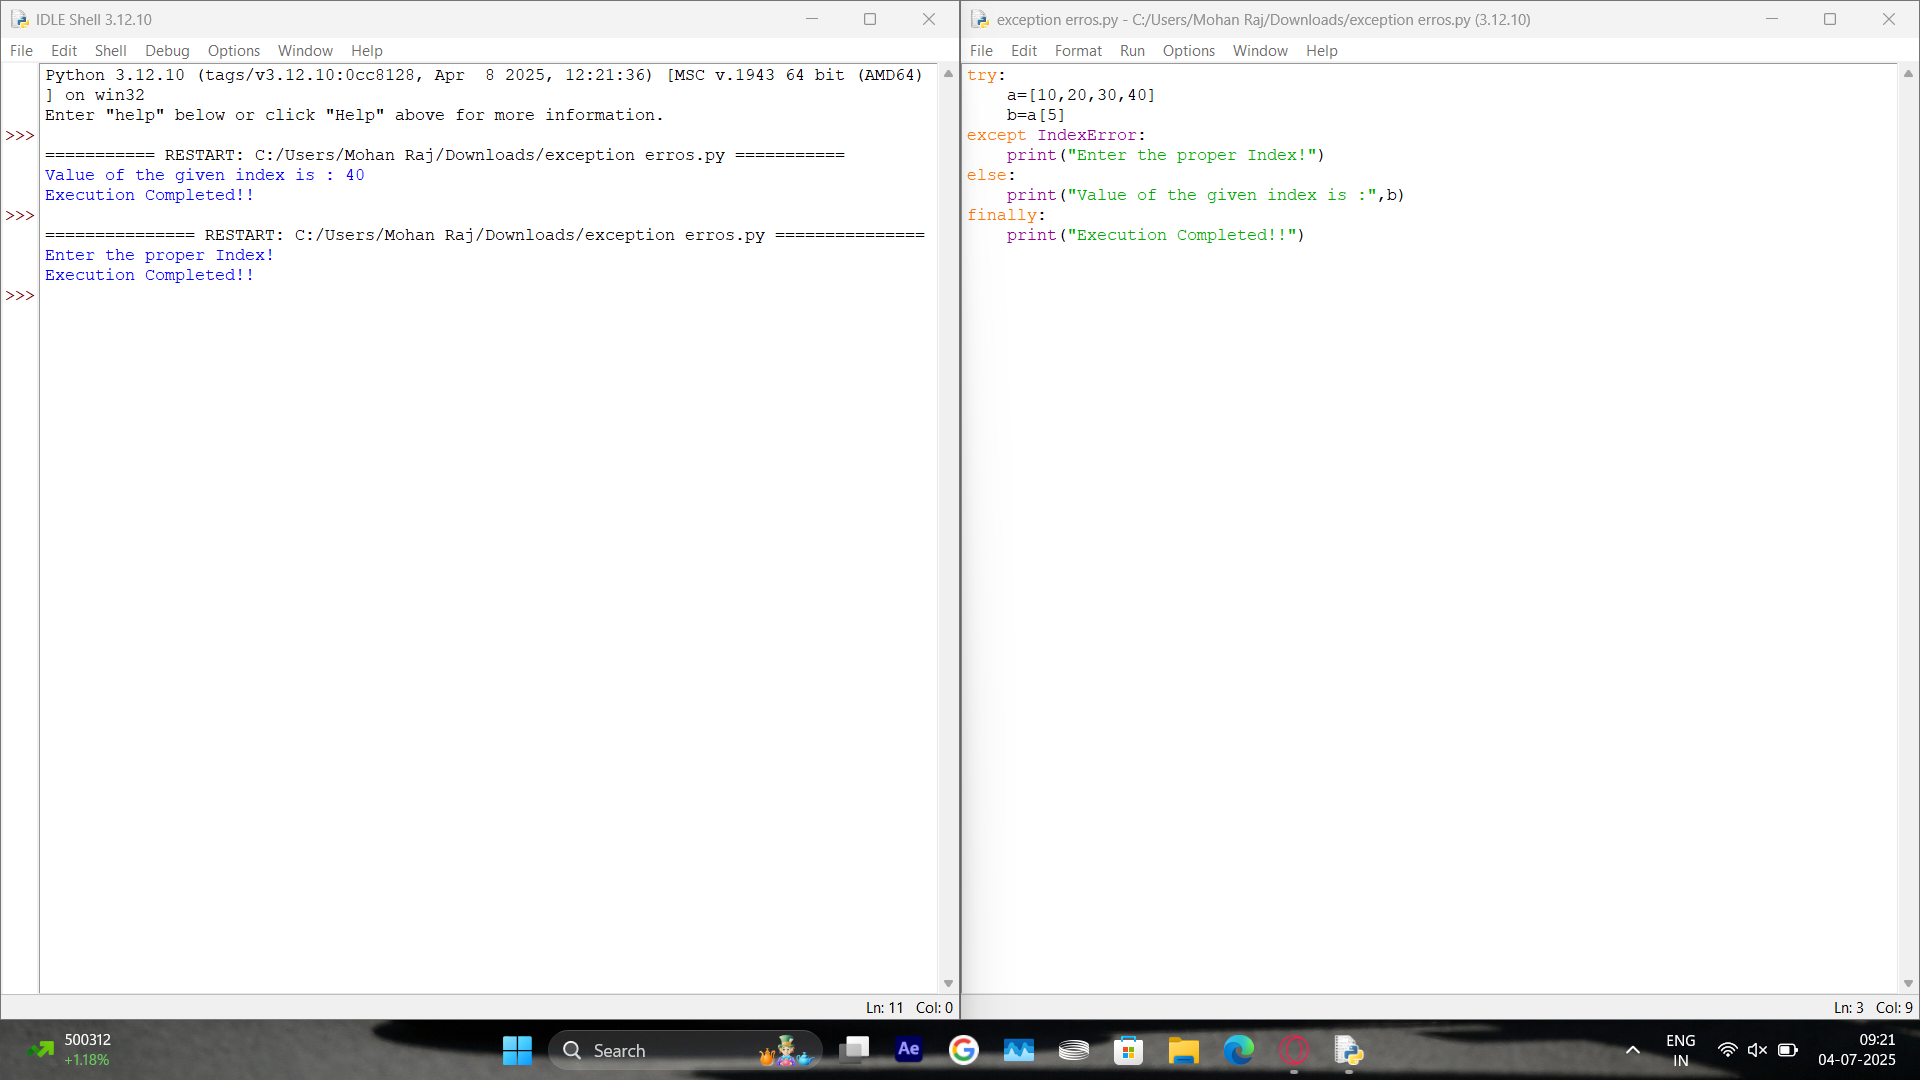 IDLE Shell 3.12.10
File Edit Shell Debug Options Window Help
Python 3.12.10 (tags/v3.12.10:0cc8128, Apr  8 2025, 12:21:36) [MSC v.1943 64 bit (AMD64)
] on win32
Enter "help" below or click "Help" above for more information.
>>>
=========== RESTART: C:/Users/Mohan Raj/Downloads/exception erros.py ===========
Value of the given index is : 40
Execution Completed!!
>>>
=============== RESTART: C:/Users/Mohan Raj/Downloads/exception erros.py ===============
Enter the proper Index!
Execution Completed!!
>>>
Ln: 11 Col: 0
exception erros.py - C:/Users/Mohan Raj/Downloads/exception erros.py (3.12.10)
File Edit Format Run Options Window Help
try:
    a=[10,20,30,40]
    b=a[5]
except IndexError:
    print("Enter the proper Index!")
else:
    print("Value of the given index is :",b)
finally:
    print("Execution Completed!!")
Ln: 3 Col: 9
500312
+1.18%
Search
Ae
ENG
IN
09:21
04-07-2025